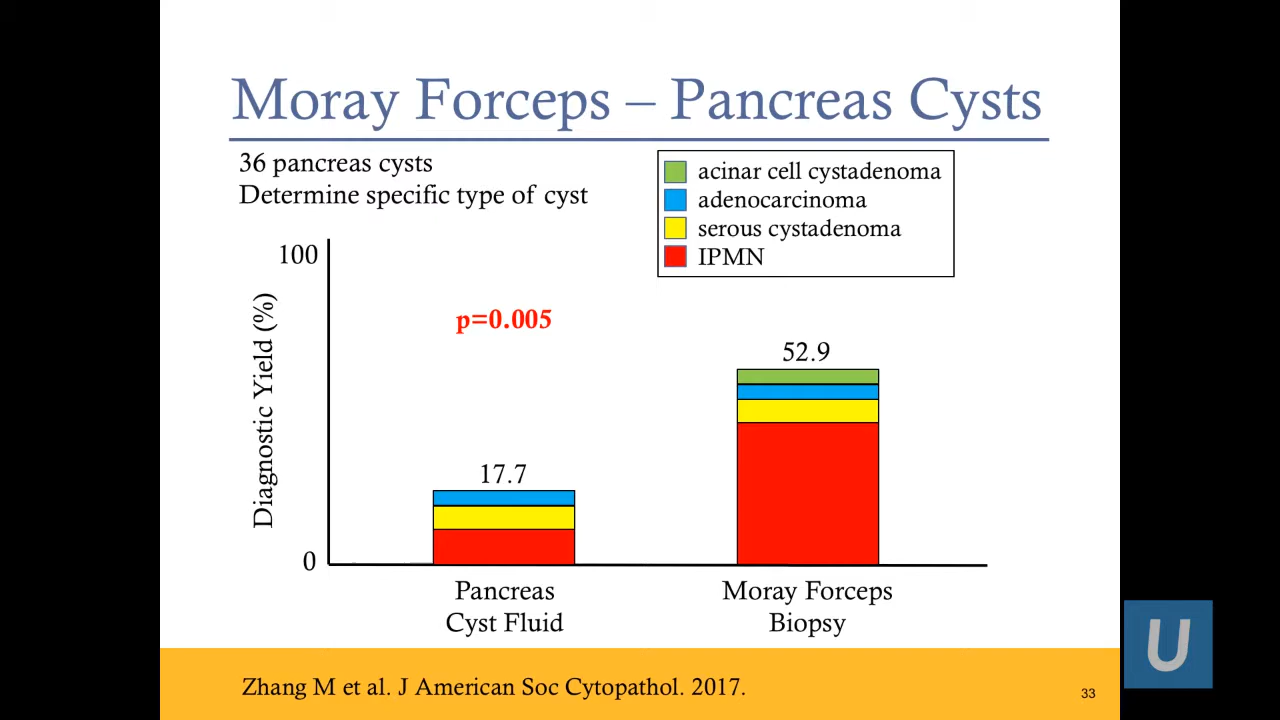 Moray Forceps – Pancreas Cysts
36 pancreas cysts
Determine specific type of cyst
acinar cell cystadenoma
adenocarcinoma
serous cystadenoma
IPMN
100
Diagnostic Yield (%)
0
p=0.005
17.7
52.9
Pancreas
Cyst Fluid
Moray Forceps
Biopsy
Zhang M et al. J American Soc Cytopathol. 2017.
33
U